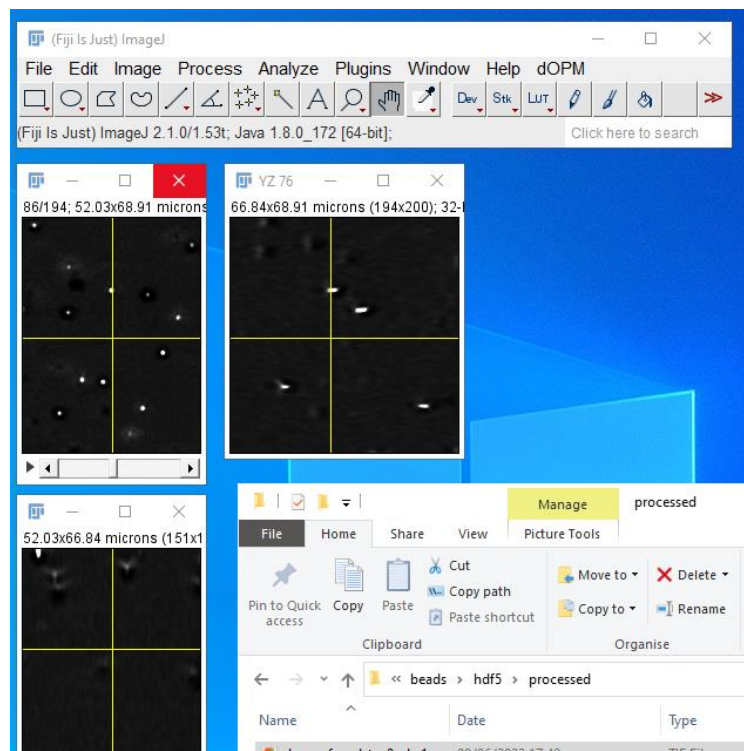 (Fiji Is Just) ImageJ
File Edit Image Process Analyze Plugins Window Help dOPM
Dev Stk LUT
(Fiji Is Just) ImageJ 2.1.0/1.53t; Java 1.8.0_172 [64-bit];
Click here to search
86/194; 52.03x68.91 microns
YZ 76
66.84x68.91 microns (194x200); 32-
52.03x66.84 microns (151x1
Manage
processed
File Home Share View Picture Tools
Pin to Quick access
Copy
Paste
Cut
Copy path
Paste shortcut
Clipboard
Move to
Copy to
Delete
Rename
Organise
« beads › hdf5 › processed
Name Date Type